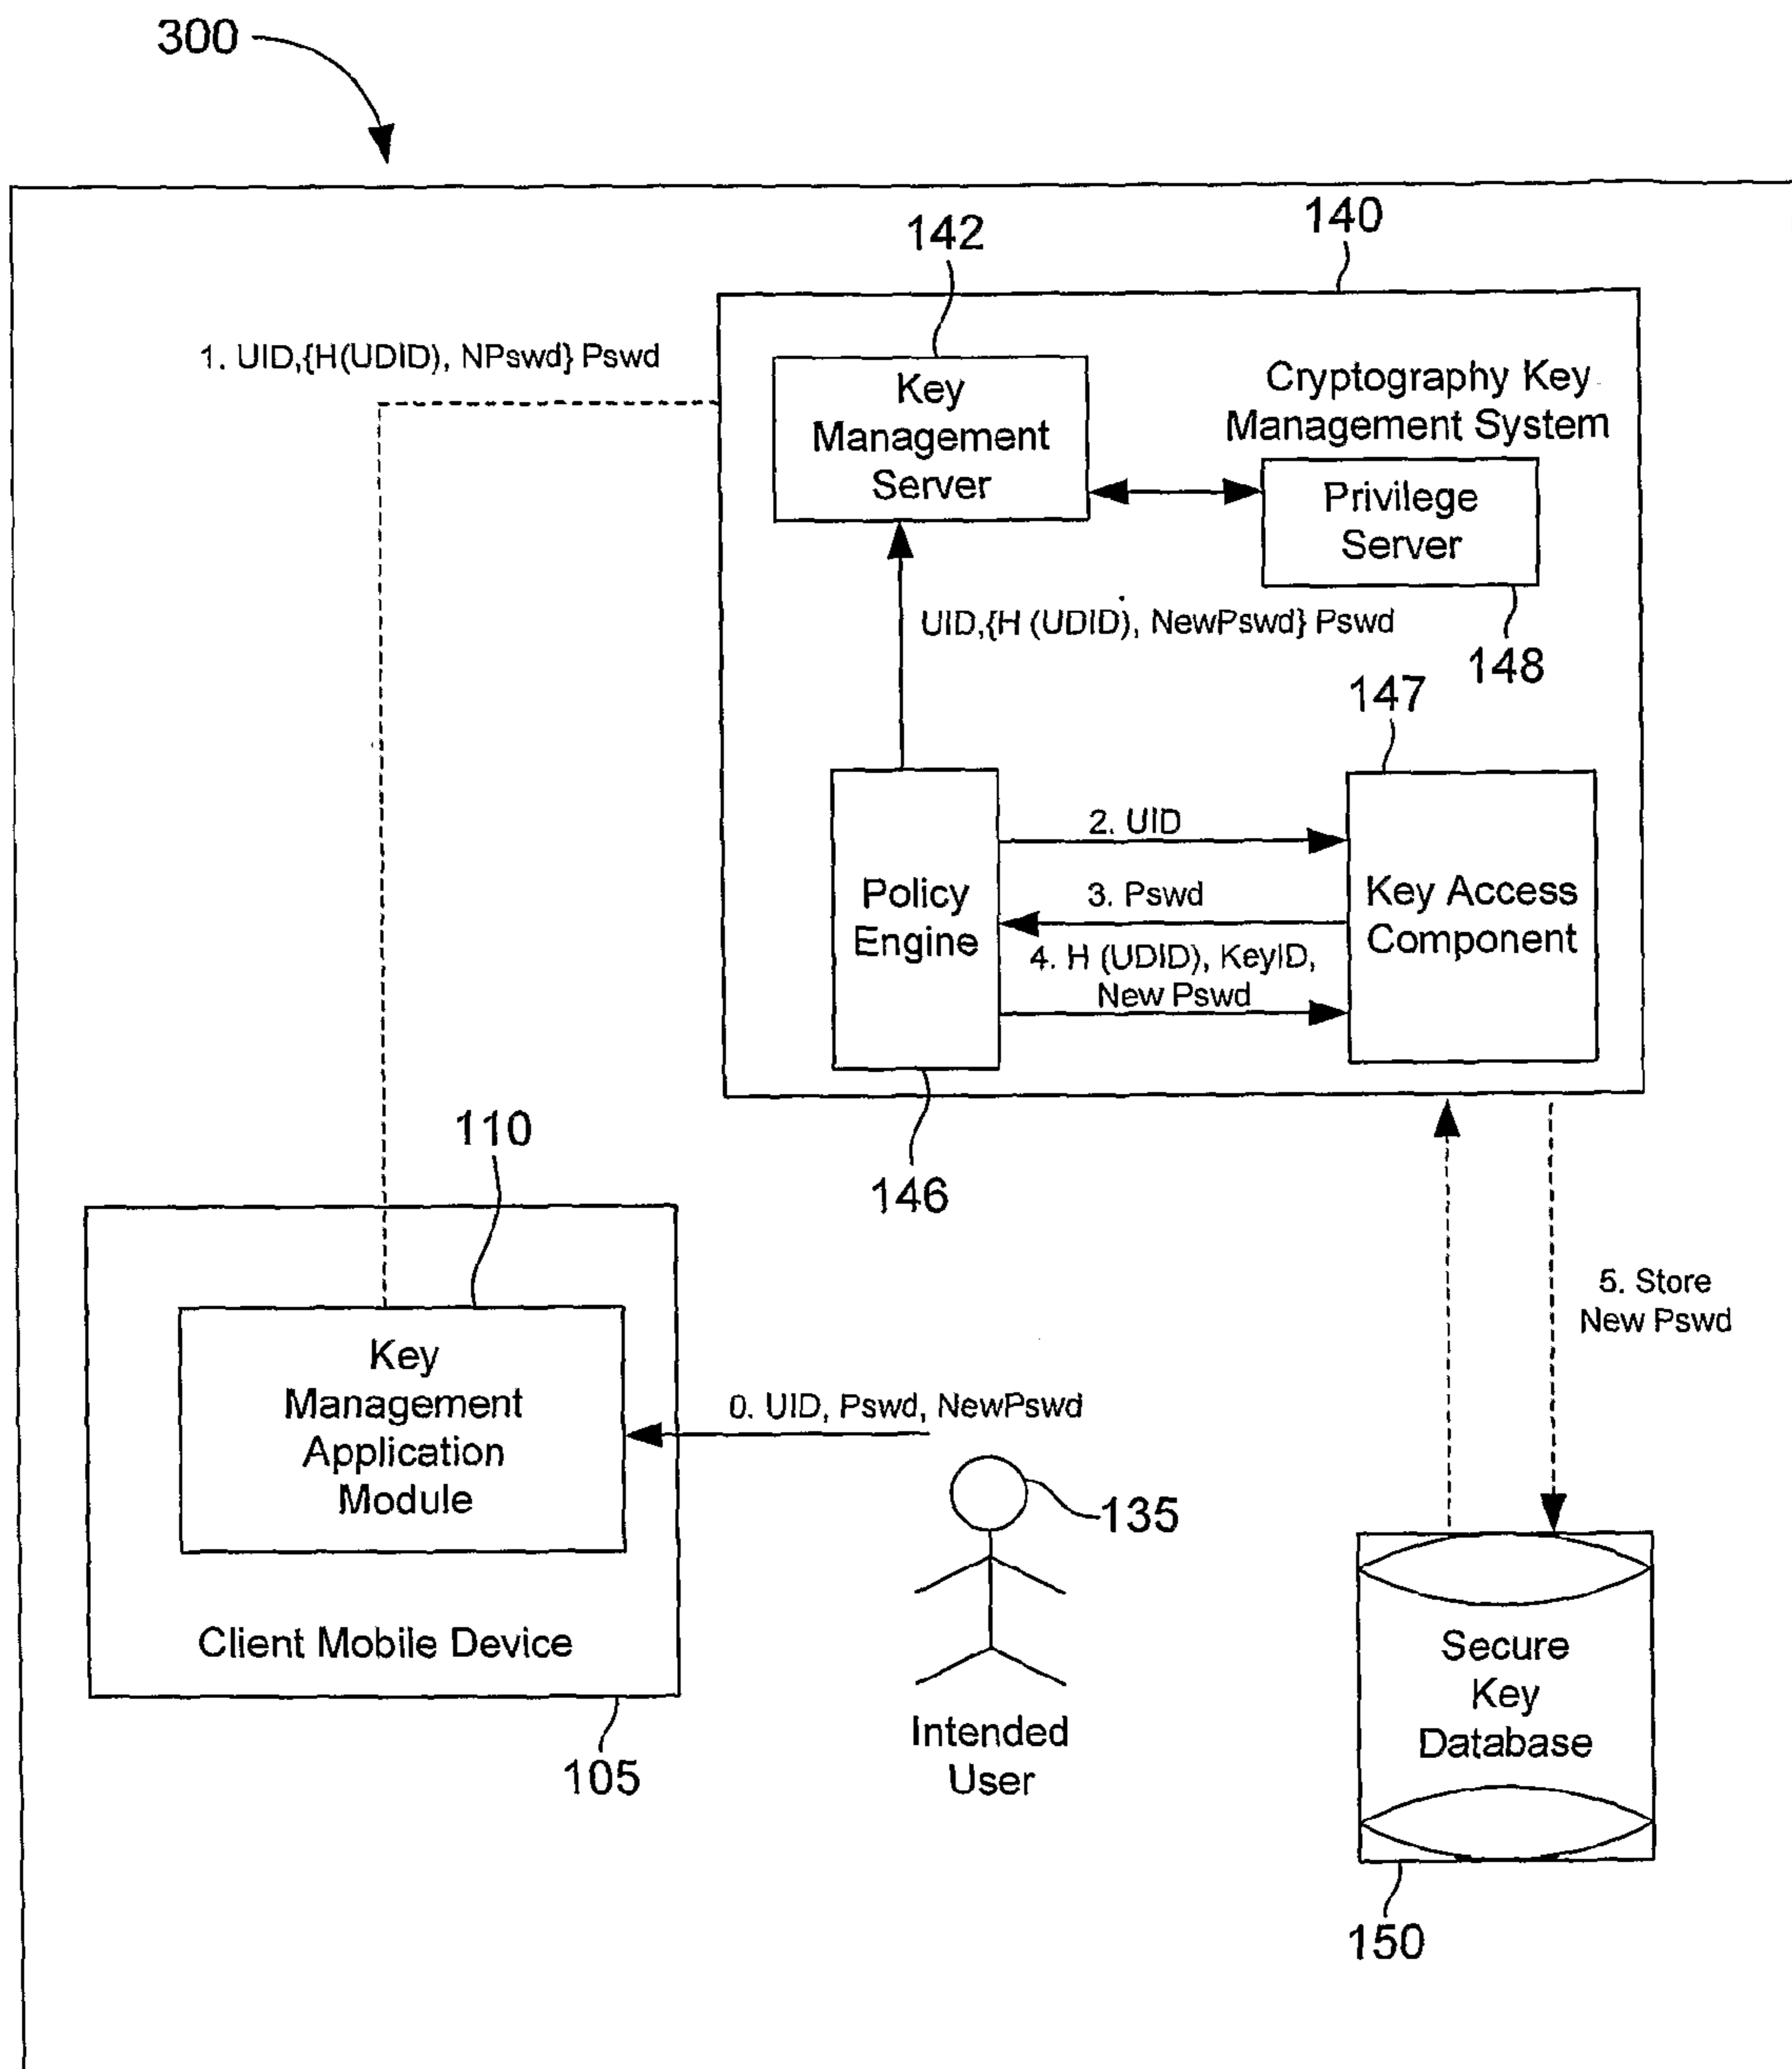 300
140
142
1. UID,{H(UDID), NPswd} Pswd
Key
Management
Server
Cryptography Key
Management System
Privilege
Server
148
UID,{H (UDID), NewPswd} Pswd
147
2. UID
3. Pswd
4. H (UDID), KeyID,
New Pswd
Policy
Engine
Key Access
Component
146
110
5. Store
New Pswd
Key
Management
Application
Module
Client Mobile Device
105
0. UID, Pswd, NewPswd
135
Intended
User
Secure
Key
Database
150